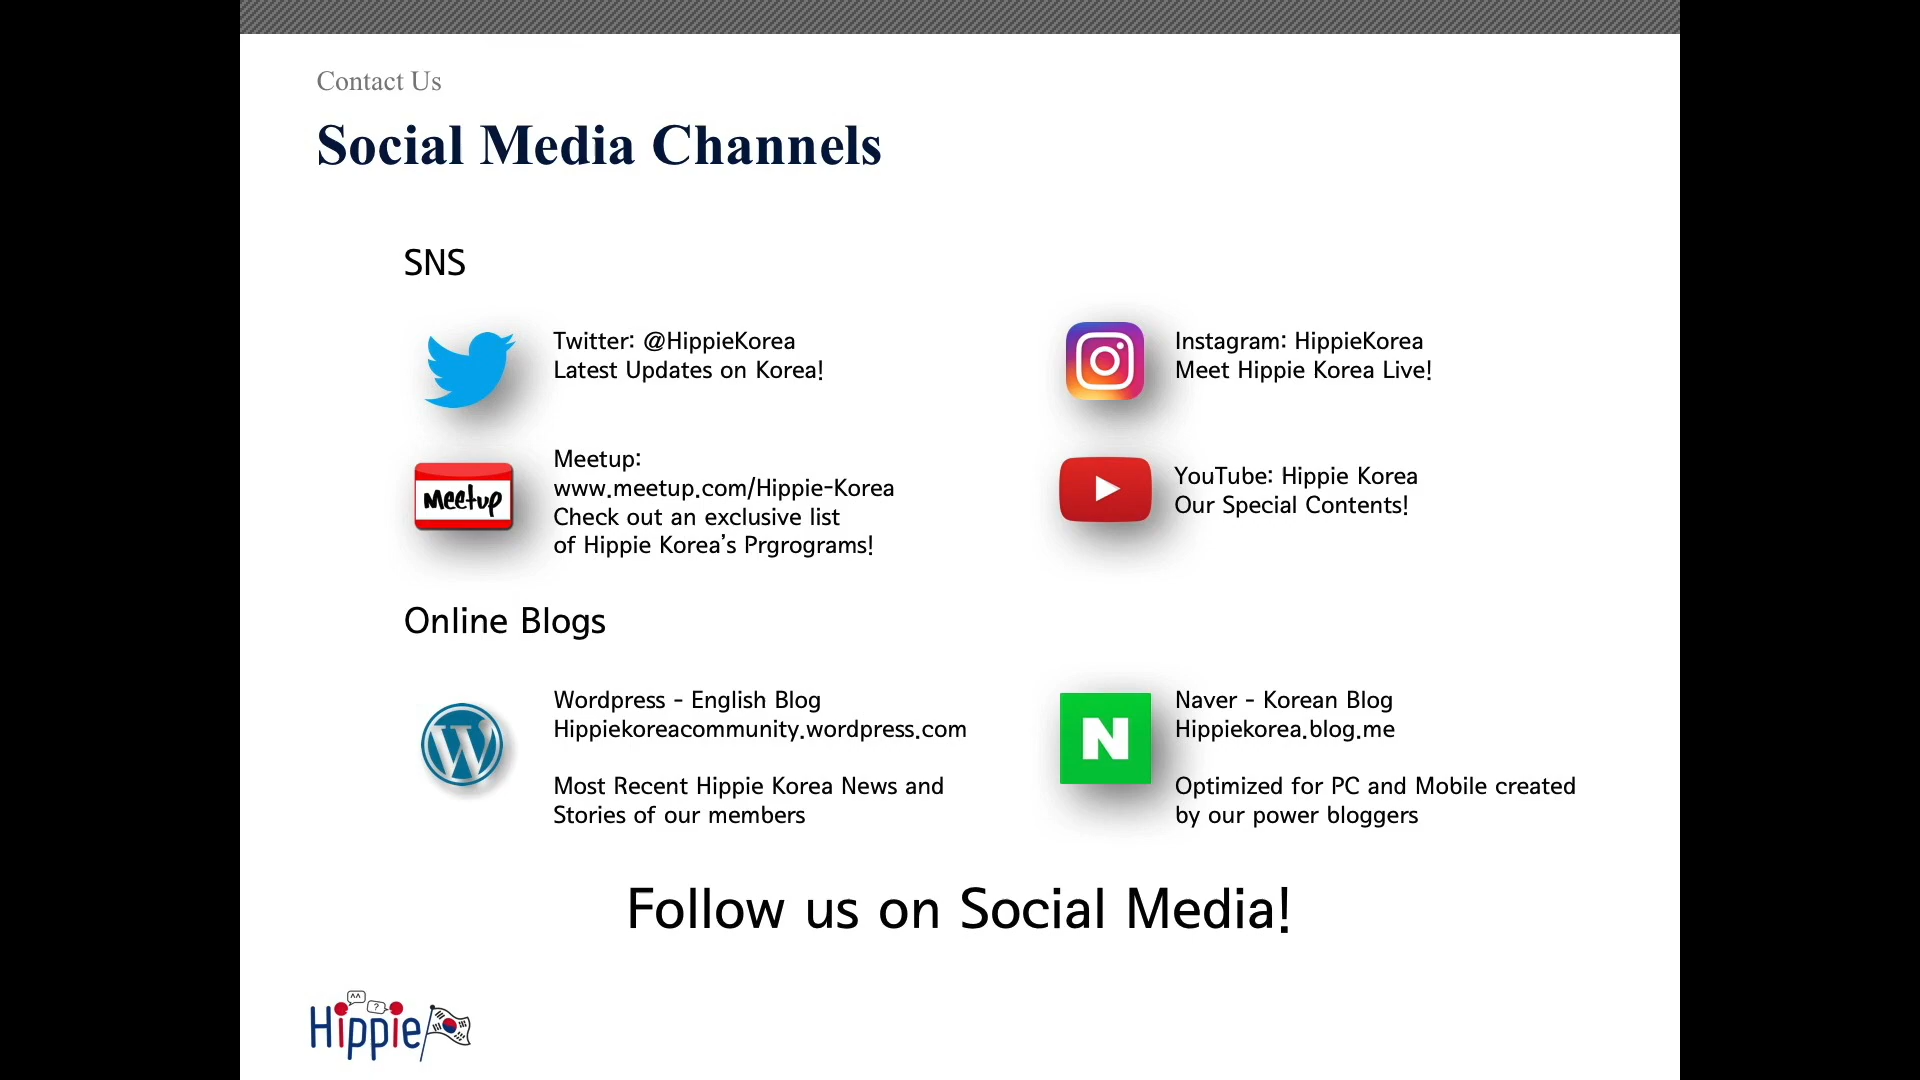 Contact Us
Social Media Channels
SNS
Twitter: @HippieKorea
Latest Updates on Korea!
Instagram: HippieKorea
Meet Hippie Korea Live!
Meetup
Meetup:
www.meetup.com/Hippie-Korea
Check out an exclusive list
of Hippie Korea's Prgrograms!
YouTube: Hippie Korea
Our Special Contents!
Online Blogs
W
Wordpress - English Blog
Hippiekoreacommunity.wordpress.com
Most Recent Hippie Korea News and
Stories of our members
N
Naver - Korean Blog
Hippiekorea.blog.me
Optimized for PC and Mobile created
by our power bloggers
Follow us on Social Media!
^^
?
Hippie